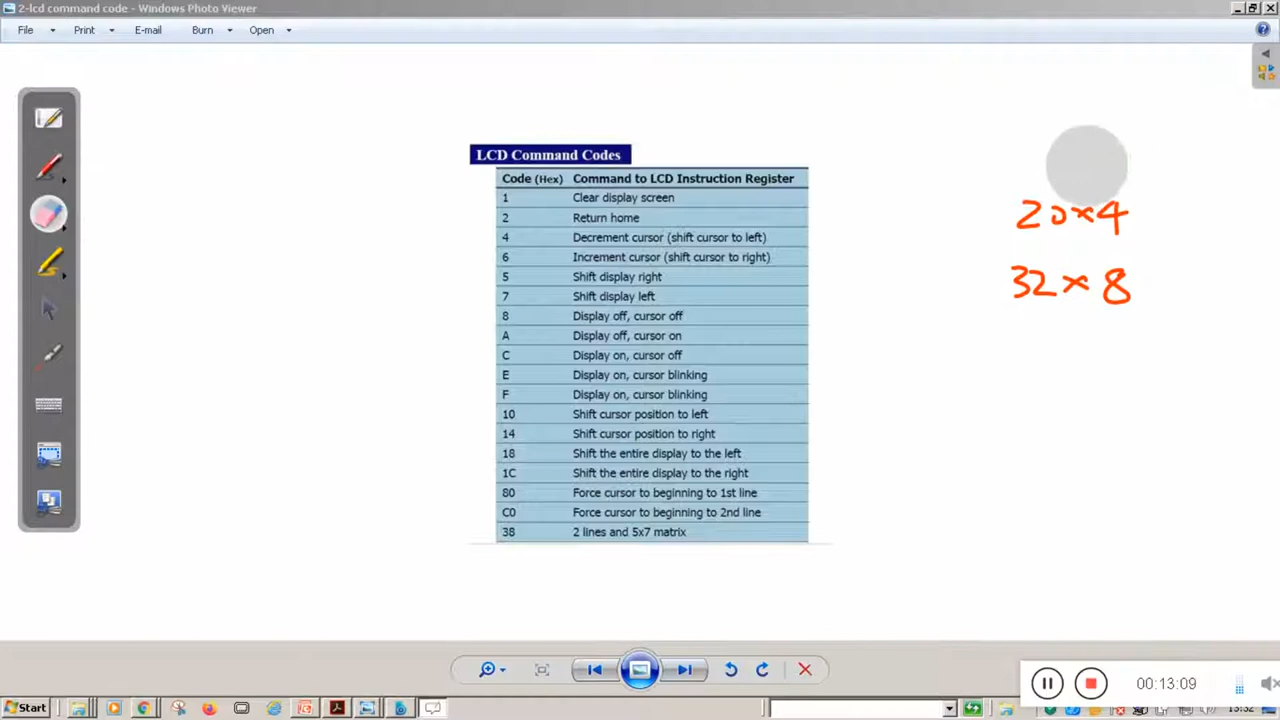 2-lcd command code - Windows Photo Viewer
File Print E-mail Burn Open
LCD Command Codes
Code (Hex) Command to LCD Instruction Register
1 Clear display screen
2 Return home
4 Decrement cursor (shift cursor to left)
6 Increment cursor (shift cursor to right)
5 Shift display right
7 Shift display left
8 Display off, cursor off
A Display off, cursor on
C Display on, cursor off
E Display on, cursor blinking
F Display on, cursor blinking
10 Shift cursor position to left
14 Shift cursor position to right
18 Shift the entire display to the left
1C Shift the entire display to the right
80 Force cursor to beginning to 1st line
C0 Force cursor to beginning to 2nd line
38 2 lines and 5x7 matrix
20×4
32×8
00:13:09
Start
13:32